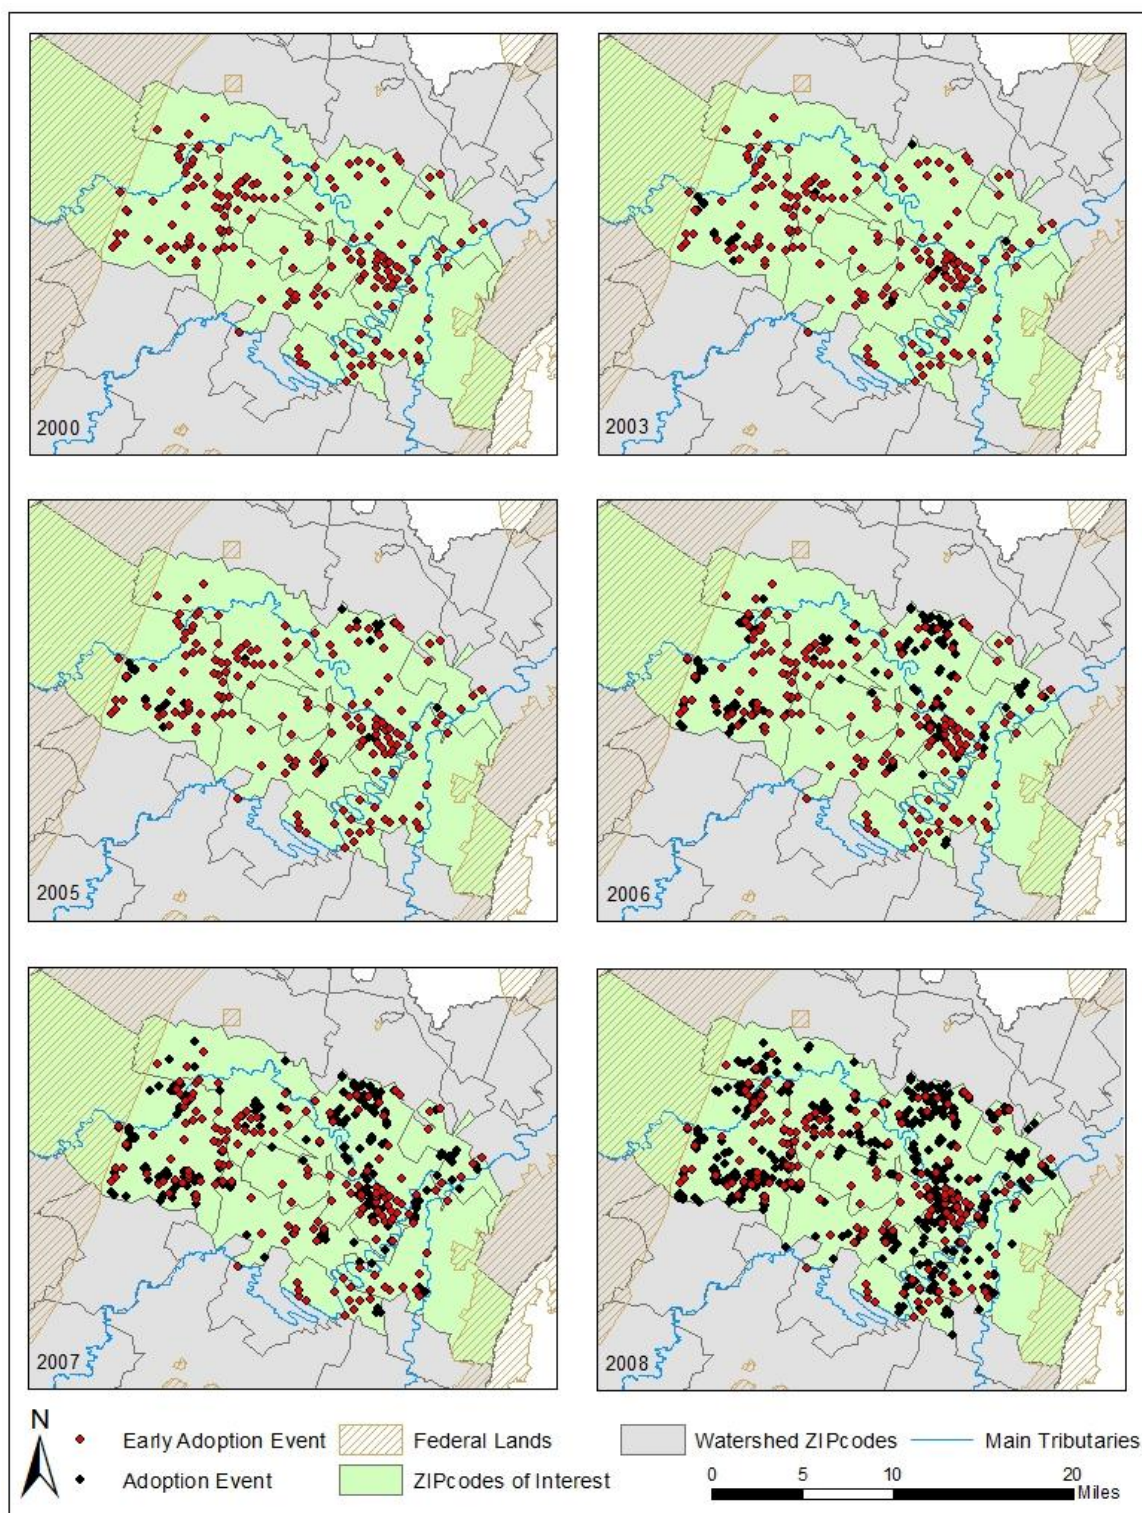 2000
2003
2005
2006
2007
2008
N
Early Adoption Event
Federal Lands
Watershed ZIPcodes
Main Tributaries
Adoption Event
ZIPcodes of Interest
0 5 10 20
Miles